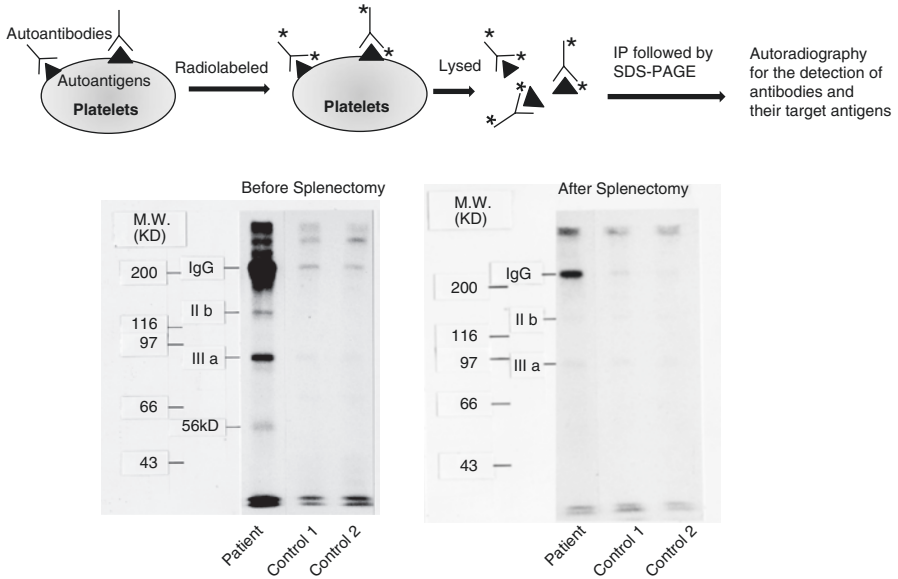 Autoantibodies
Autoantigens
Platelets
Radiolabeled
*
*
*
*
Platelets
Lysed
*
*
*
*
*
*
IP followed by
SDS-PAGE
Autoradiography
for the detection of
antibodies and
their target antigens
Before Splenectomy
M.W.
(KD)
200
116
97
66
43
IgG
II b
III a
56kD
Patient
Control 1
Control 2
After Splenectomy
M.W.
(KD)
200
116
97
66
43
IgG
II b
III a
Patient
Control 1
Control 2